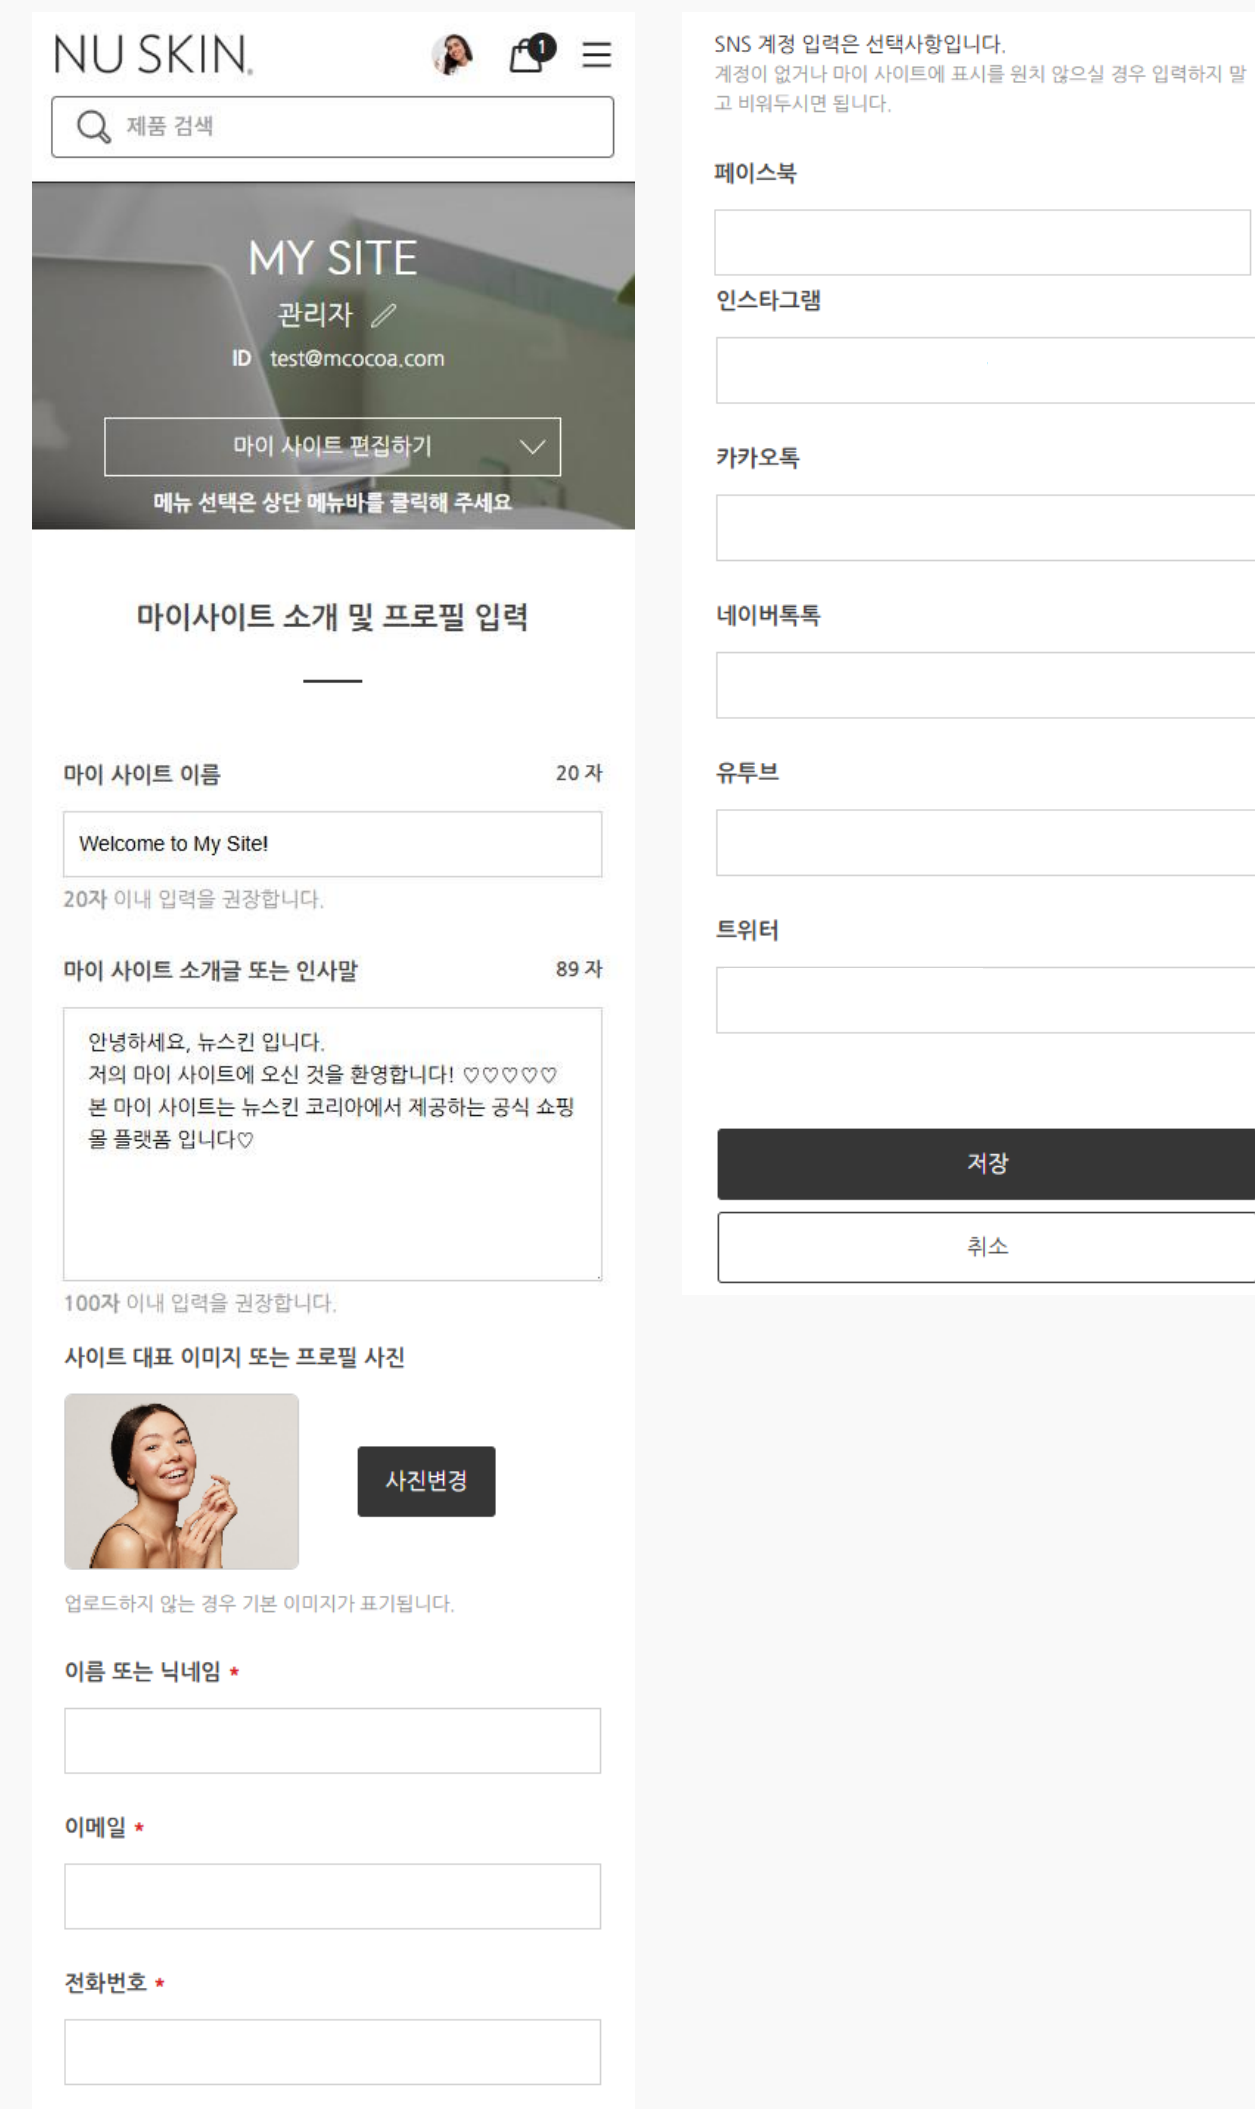 NU SKIN.
1
제품 검색
MY SITE
관리자
ID test@mcocoa.com
마이 사이트 편집하기
메뉴 선택은 상단 메뉴바를 클릭해 주세요
마이사이트 소개 및 프로필 입력
마이 사이트 이름 20 자
Welcome to My Site!
20자 이내 입력을 권장합니다.
마이 사이트 소개글 또는 인사말 89 자
안녕하세요, 뉴스킨 입니다.
저의 마이 사이트에 오신 것을 환영합니다! ♡♡♡♡♡
본 마이 사이트는 뉴스킨 코리아에서 제공하는 공식 쇼핑
몰 플랫폼 입니다♡
100자 이내 입력을 권장합니다.
사이트 대표 이미지 또는 프로필 사진
사진변경
업로드하지 않는 경우 기본 이미지가 표기됩니다.
이름 또는 닉네임 *
이메일 *
전화번호 *
SNS 계정 입력은 선택사항입니다.
계정이 없거나 마이 사이트에 표시를 원치 않으실 경우 입력하지 말
고 비워두시면 됩니다.
페이스북
인스타그램
카카오톡
네이버톡톡
유투브
트위터
저장
취소